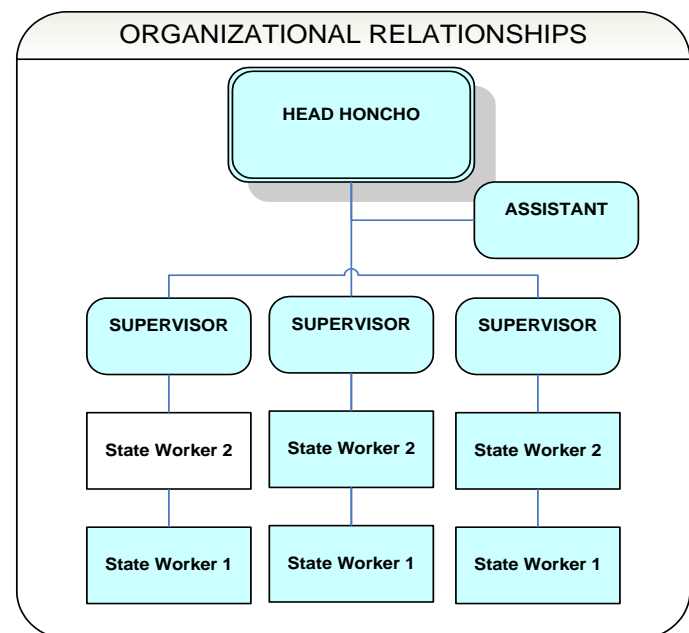 ORGANIZATIONAL RELATIONSHIPS
HEAD HONCHO
ASSISTANT
SUPERVISOR
SUPERVISOR
SUPERVISOR
State Worker 2
State Worker 2
State Worker 2
State Worker 1
State Worker 1
State Worker 1